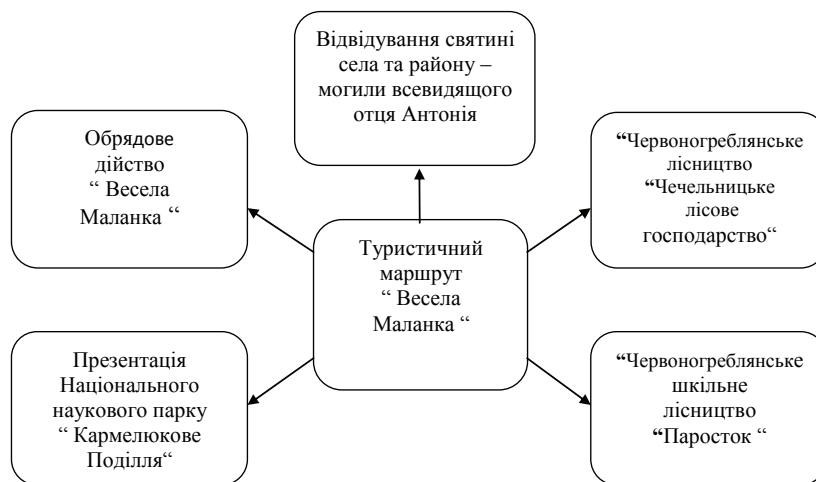 Відвідування святині
села та району –
могили всевидящого
отця Антонія
Обрядове
дійство
“ Весела
Маланка “
“Червоногреблянське
лісництво
“Чечельницьке
лісове
господарство“
Туристичний
маршрут
“ Весела
Маланка “
Презентація
Національного
наукового парку
“ Кармелюкове
Поділля“
“Червоногреблянське
шкільне
лісництво
“Паросток “